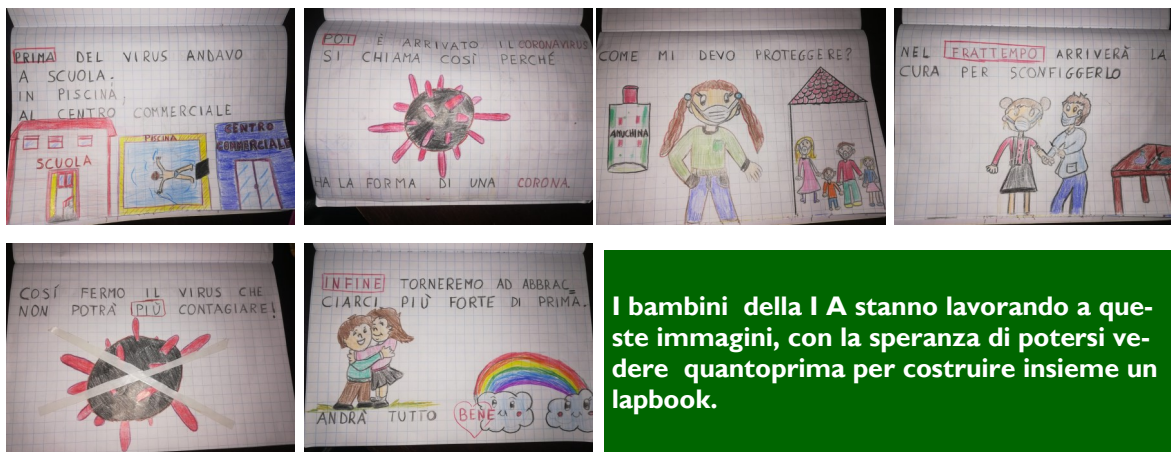 PRIMA DEL VIRUS ANDAVO
A SCUOLA.
IN PISCINA,
AL CENTRO COMMERCIALE
SCUOLA
PISCINA
CENTRO
COMMERCIALE
POI È ARRIVATO IL CORONAVIRUS
SI CHIAMA COSÌ PERCHÉ
HA LA FORMA DI UNA CORONA.
COME MI DEVO PROTEGGERE?
AMUCHINA
NEL FRATTEMPO ARRIVERÀ LA
CURA PER SCONFIGGERLO
COSÍ FERMO IL VIRUS CHE
NON POTRÀ PIÙ CONTAGIARE!
INFINE TORNEREMO AD ABBRAC=
CIARCI PIÙ FORTE DI PRIMA.
ANDRÀ TUTTO BENE
I bambini della I A stanno lavorando a que-
ste immagini, con la speranza di potersi ve-
dere quantoprima per costruire insieme un
lapbook.